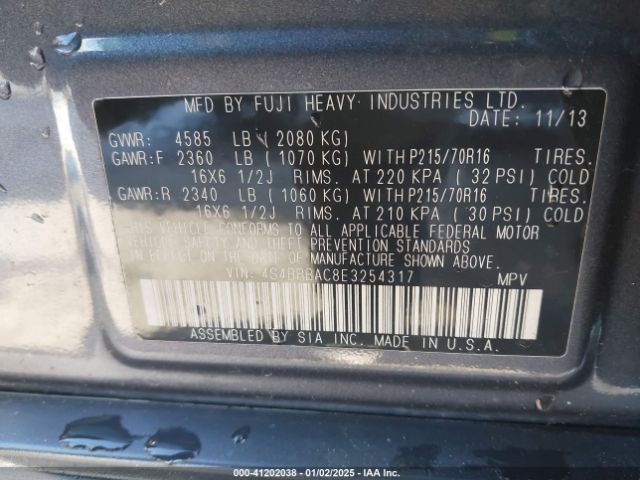 MFD BY FUJI HEAVY INDUSTRIES LTD.
DATE: 11/13
GVWR: 4585 LB ( 2080 KG)
GAWR:F 2360 LB ( 1070 KG) WITH P215/70R16 TIRES.
16X6 1/2J RIMS. AT 220 KPA ( 32 PSI) COLD
GAWR:R 2340 LB ( 1060 KG) WITH P215/70R16 TIRES.
16X6 1/2J RIMS. AT 210 KPA ( 30 PSI) COLD
THIS VEHICLE CONFORMS TO ALL APPLICABLE FEDERAL MOTOR
VEHICLE SAFETY AND THEFT PREVENTION STANDARDS
IN EFFECT ON THE DATE OF MANUFACTURE SHOWN ABOVE.
VIN: 4S4BRBAC8E3254317 MPV
ASSEMBLED BY SIA INC. MADE IN U.S.A.
000-41202038 - 01/02/2025 - IAA Inc.